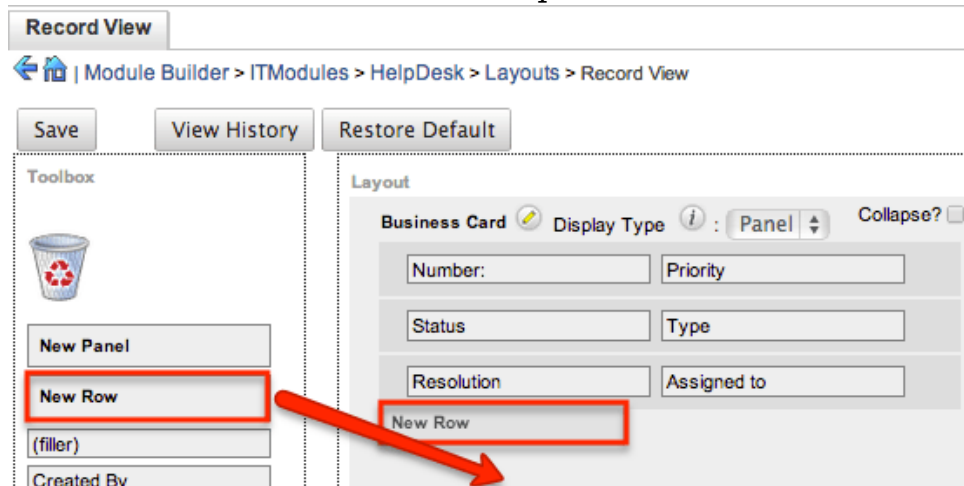 Record View
| Module Builder > ITModules > HelpDesk > Layouts > Record View
Save View History Restore Default
Toolbox
Layout
Business Card Display Type i : Panel Collapse?
Number: Priority
Status Type
New Panel
Resolution Assigned to
New Row
New Row
(filler)
Created By